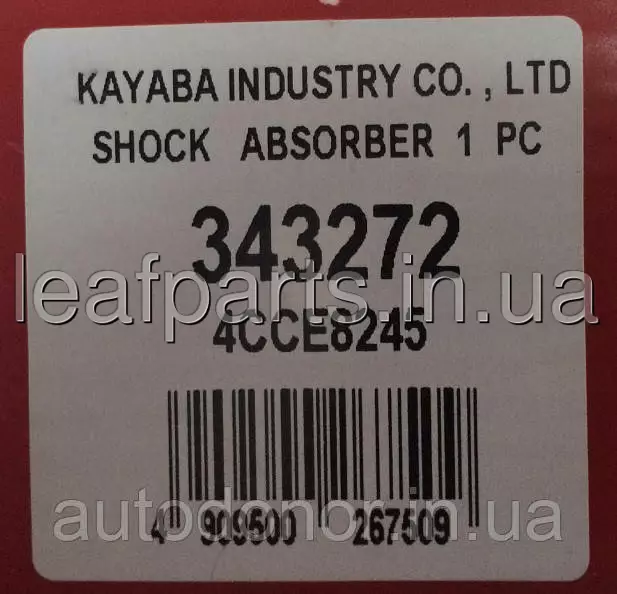 KAYABA INDUSTRY CO. , LTD
SHOCK ABSORBER 1 PC
343272
leafparts.in.ua
4CCE8245
autodonor.in.ua
4 909500 267509